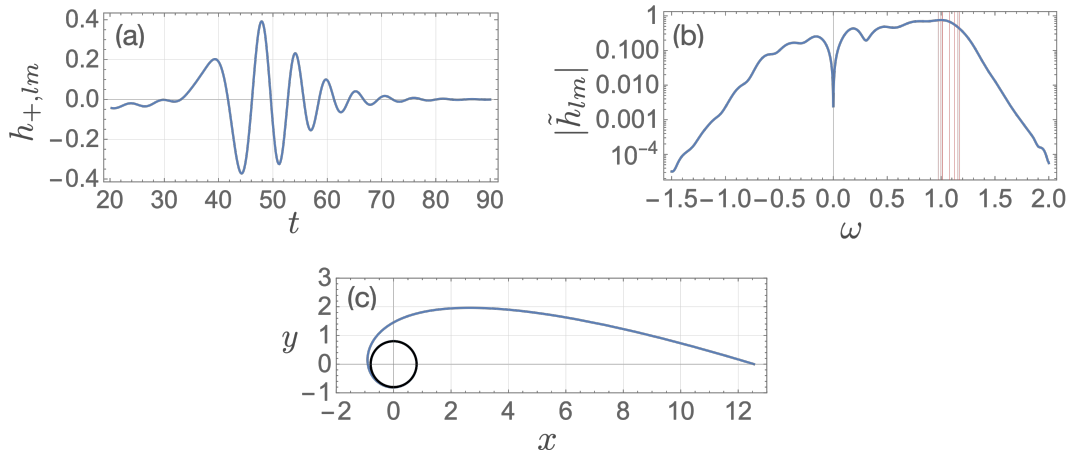 (a)
h+,lm
0.4
0.2
0.0
−0.2
−0.4
20 30 40 50 60 70 80 90
t
(b)
|h̃lm|
1
0.100
0.010
0.001
10−4
−1.5 −1.0 −0.5 0.0 0.5 1.0 1.5 2.0
ω
(c)
y
3
2
1
0
−1
−2 0 2 4 6 8 10 12
x